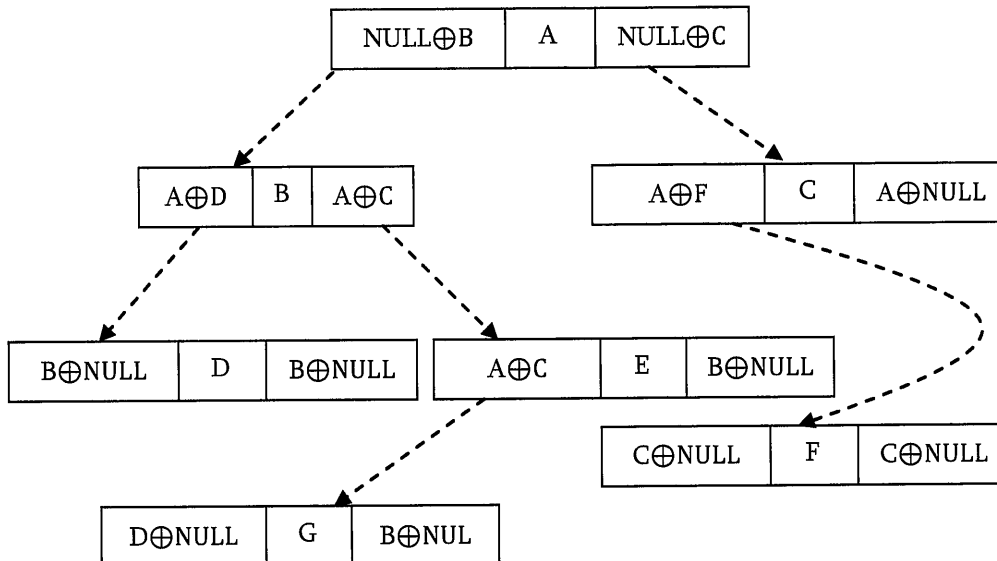 NULL⊕B A NULL⊕C
A⊕D B A⊕C
A⊕F C A⊕NULL
B⊕NULL D B⊕NULL
A⊕C E B⊕NULL
C⊕NULL F C⊕NULL
D⊕NULL G B⊕NUL